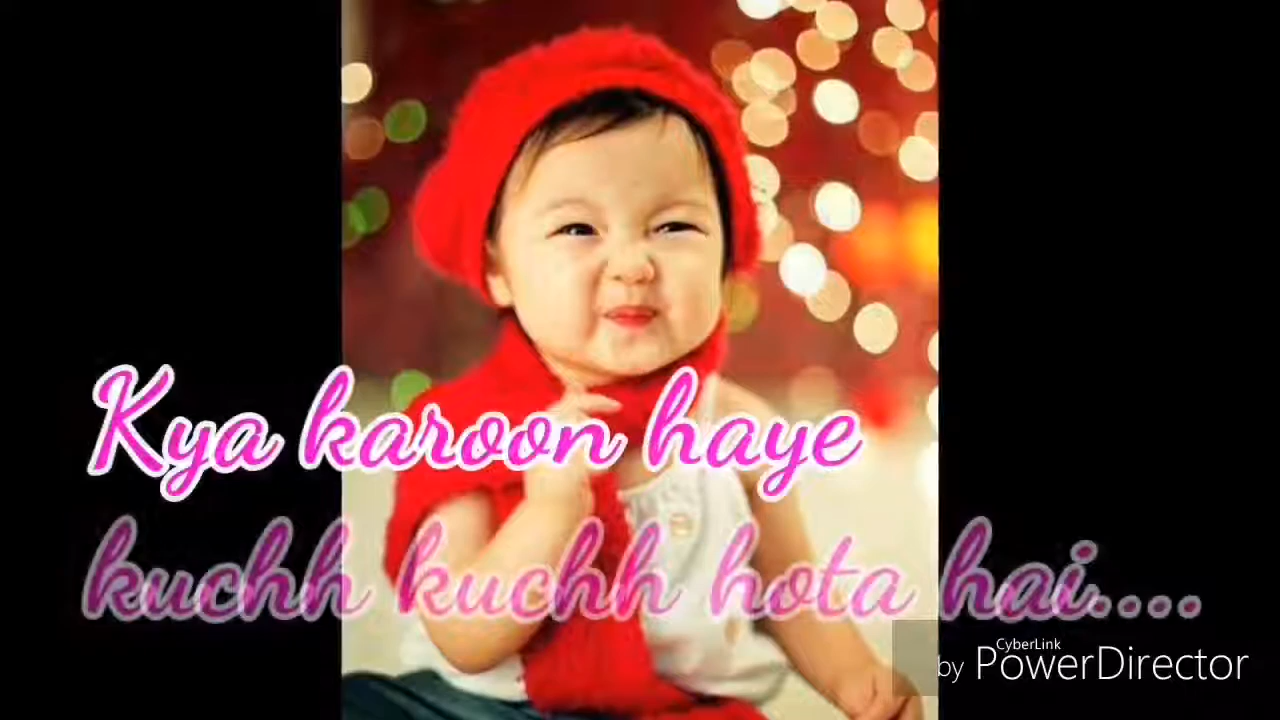 Kya karoon haye
kuchh kuchh hota hai....
CyberLink
by PowerDirector